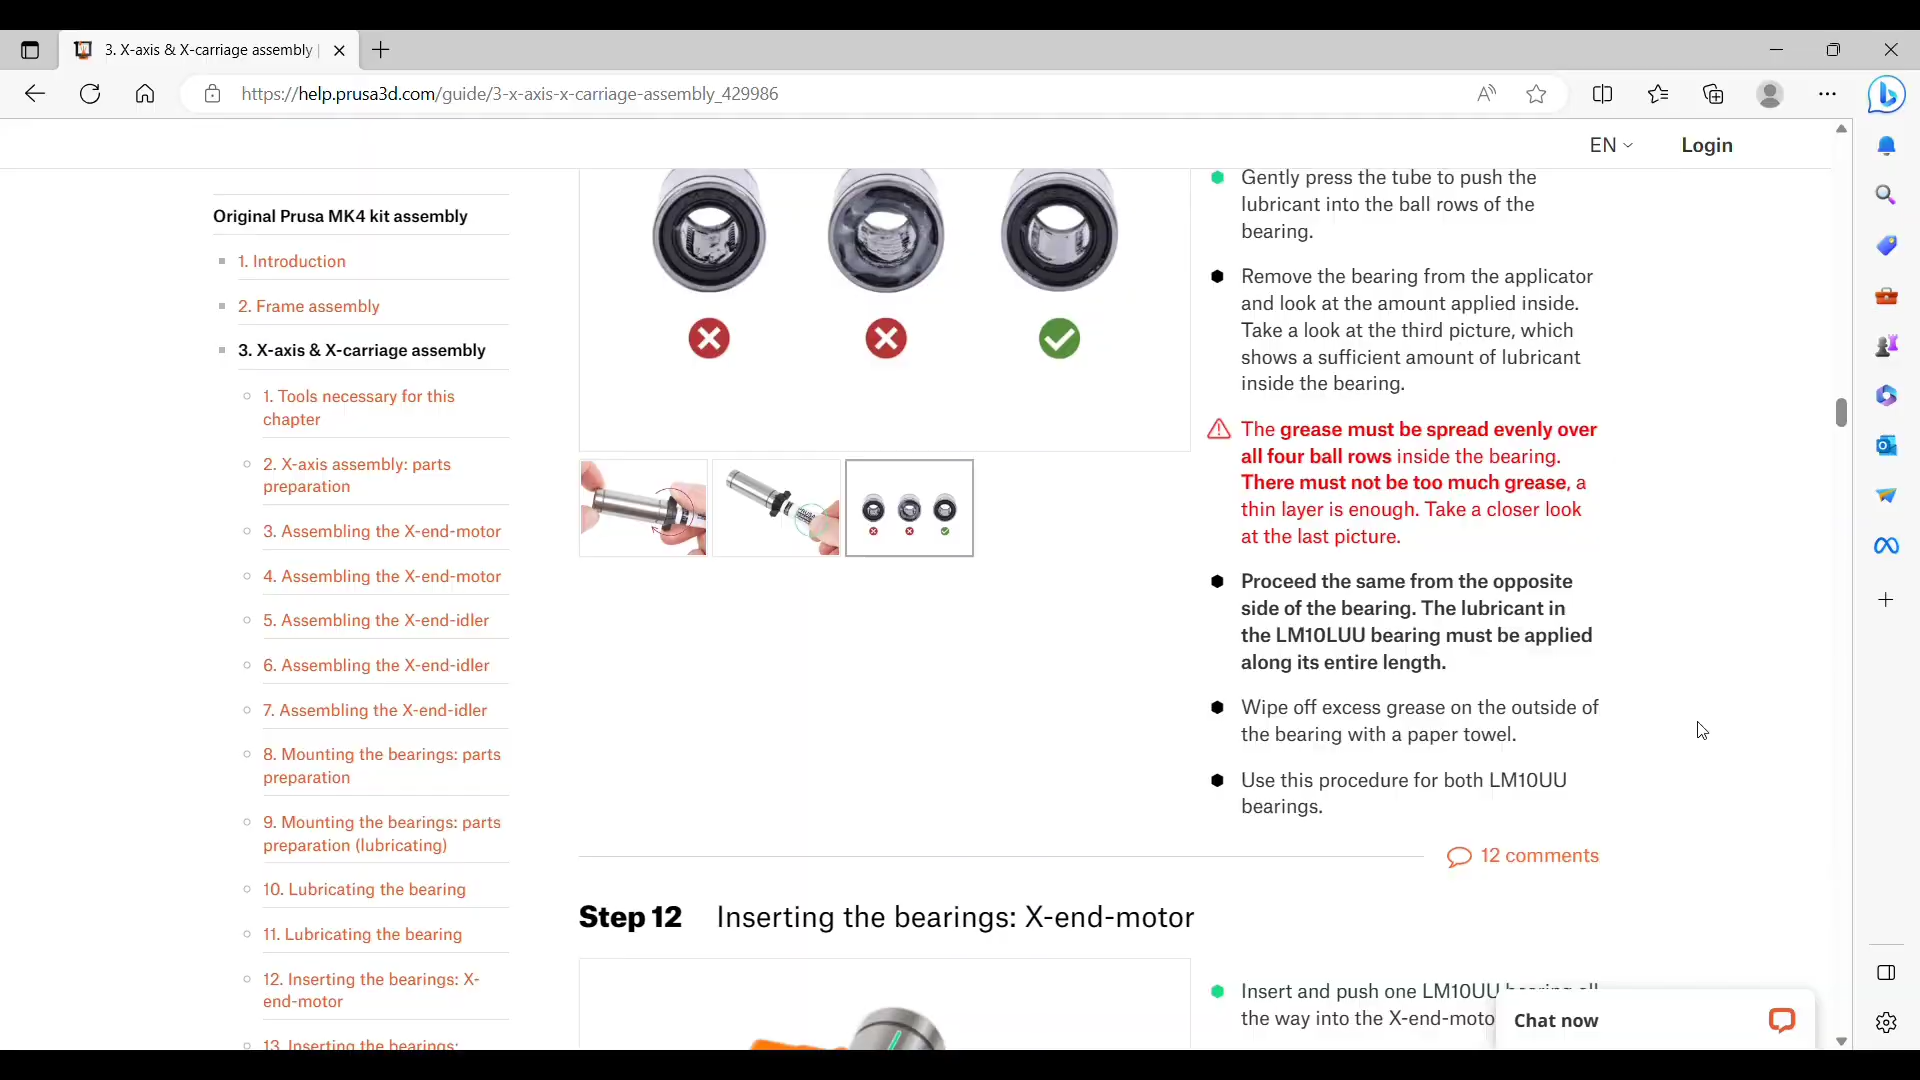 3. X-axis & X-carriage assembly |
https://help.prusa3d.com/guide/3-x-axis-x-carriage-assembly_429986
EN
Login
Original Prusa MK4 kit assembly
1. Introduction
2. Frame assembly
3. X-axis & X-carriage assembly
1. Tools necessary for this
chapter
2. X-axis assembly: parts
preparation
3. Assembling the X-end-motor
4. Assembling the X-end-motor
5. Assembling the X-end-idler
6. Assembling the X-end-idler
7. Assembling the X-end-idler
8. Mounting the bearings: parts
preparation
9. Mounting the bearings: parts
preparation (lubricating)
10. Lubricating the bearing
11. Lubricating the bearing
12. Inserting the bearings: X-
end-motor
13. Inserting the bearings:
Gently press the tube to push the
lubricant into the ball rows of the
bearing.
Remove the bearing from the applicator
and look at the amount applied inside.
Take a look at the third picture, which
shows a sufficient amount of lubricant
inside the bearing.
The grease must be spread evenly over
all four ball rows inside the bearing.
There must not be too much grease, a
thin layer is enough. Take a closer look
at the last picture.
Proceed the same from the opposite
side of the bearing. The lubricant in
the LM10LUU bearing must be applied
along its entire length.
Wipe off excess grease on the outside of
the bearing with a paper towel.
Use this procedure for both LM10UU
bearings.
12 comments
Step 12 Inserting the bearings: X-end-motor
Insert and push one LM10UU bearing all
the way into the X-end-moto
Chat now